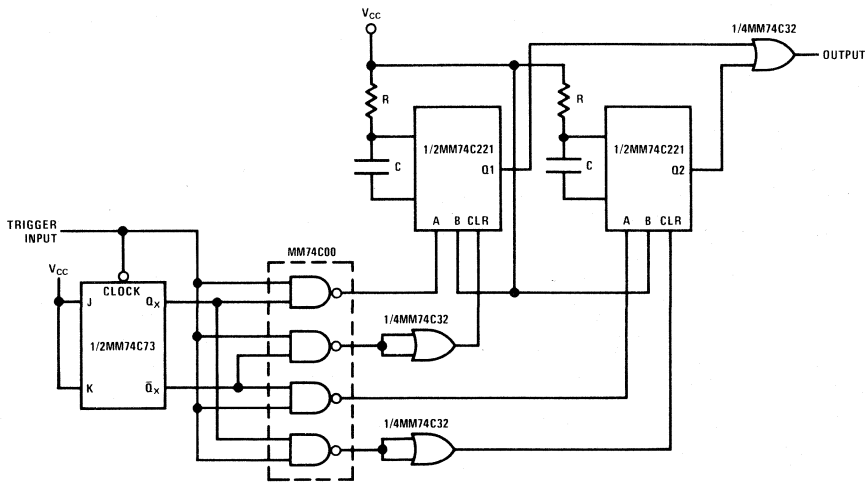 VCC
1/4MM74C32
OUTPUT
R
R
1/2MM74C221
1/2MM74C221
C
Q1
C
Q2
A B CLR
A B CLR
TRIGGER
INPUT
MM74C00
VCC
CLOCK
J
QX
1/4MM74C32
1/2MM74C73
K
Q̅X
1/4MM74C32